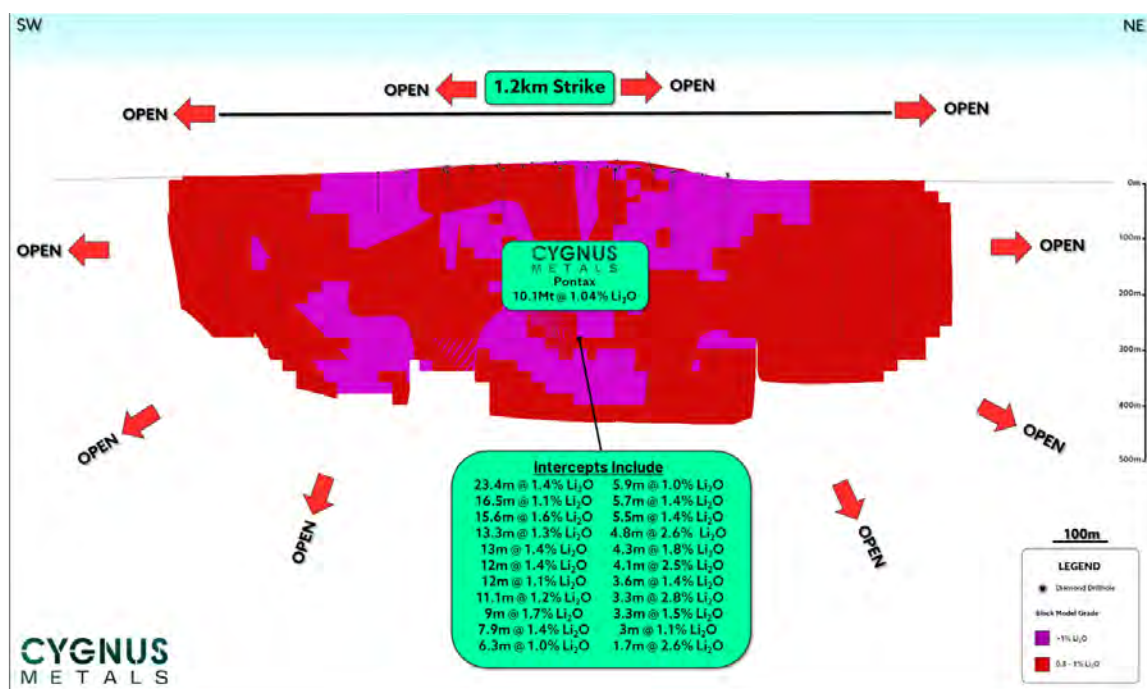 SW
NE
1.2km Strike
OPEN
OPEN
OPEN
OPEN
0m
100m
200m
300m
400m
500m
OPEN
OPEN
CYGNUS
METALS
Pontax
10.1Mt @ 1.04% Li₂O
OPEN
OPEN
OPEN
OPEN
Intercepts Include
23.4m @ 1.4% Li₂O 5.9m @ 1.0% Li₂O
16.5m @ 1.1% Li₂O 5.7m @ 1.4% Li₂O
15.6m @ 1.6% Li₂O 5.5m @ 1.4% Li₂O
13.3m @ 1.3% Li₂O 4.8m @ 2.6% Li₂O
13m @ 1.4% Li₂O 4.3m @ 1.8% Li₂O
12m @ 1.4% Li₂O 4.1m @ 2.5% Li₂O
12m @ 1.1% Li₂O 3.6m @ 1.4% Li₂O
11.1m @ 1.2% Li₂O 3.3m @ 2.8% Li₂O
9m @ 1.7% Li₂O 3.3m @ 1.5% Li₂O
7.9m @ 1.4% Li₂O 3m @ 1.1% Li₂O
6.3m @ 1.0% Li₂O 1.7m @ 2.6% Li₂O
100m
LEGEND
Diamond Drillhole
Block Model Grade
CYGNUS
METALS